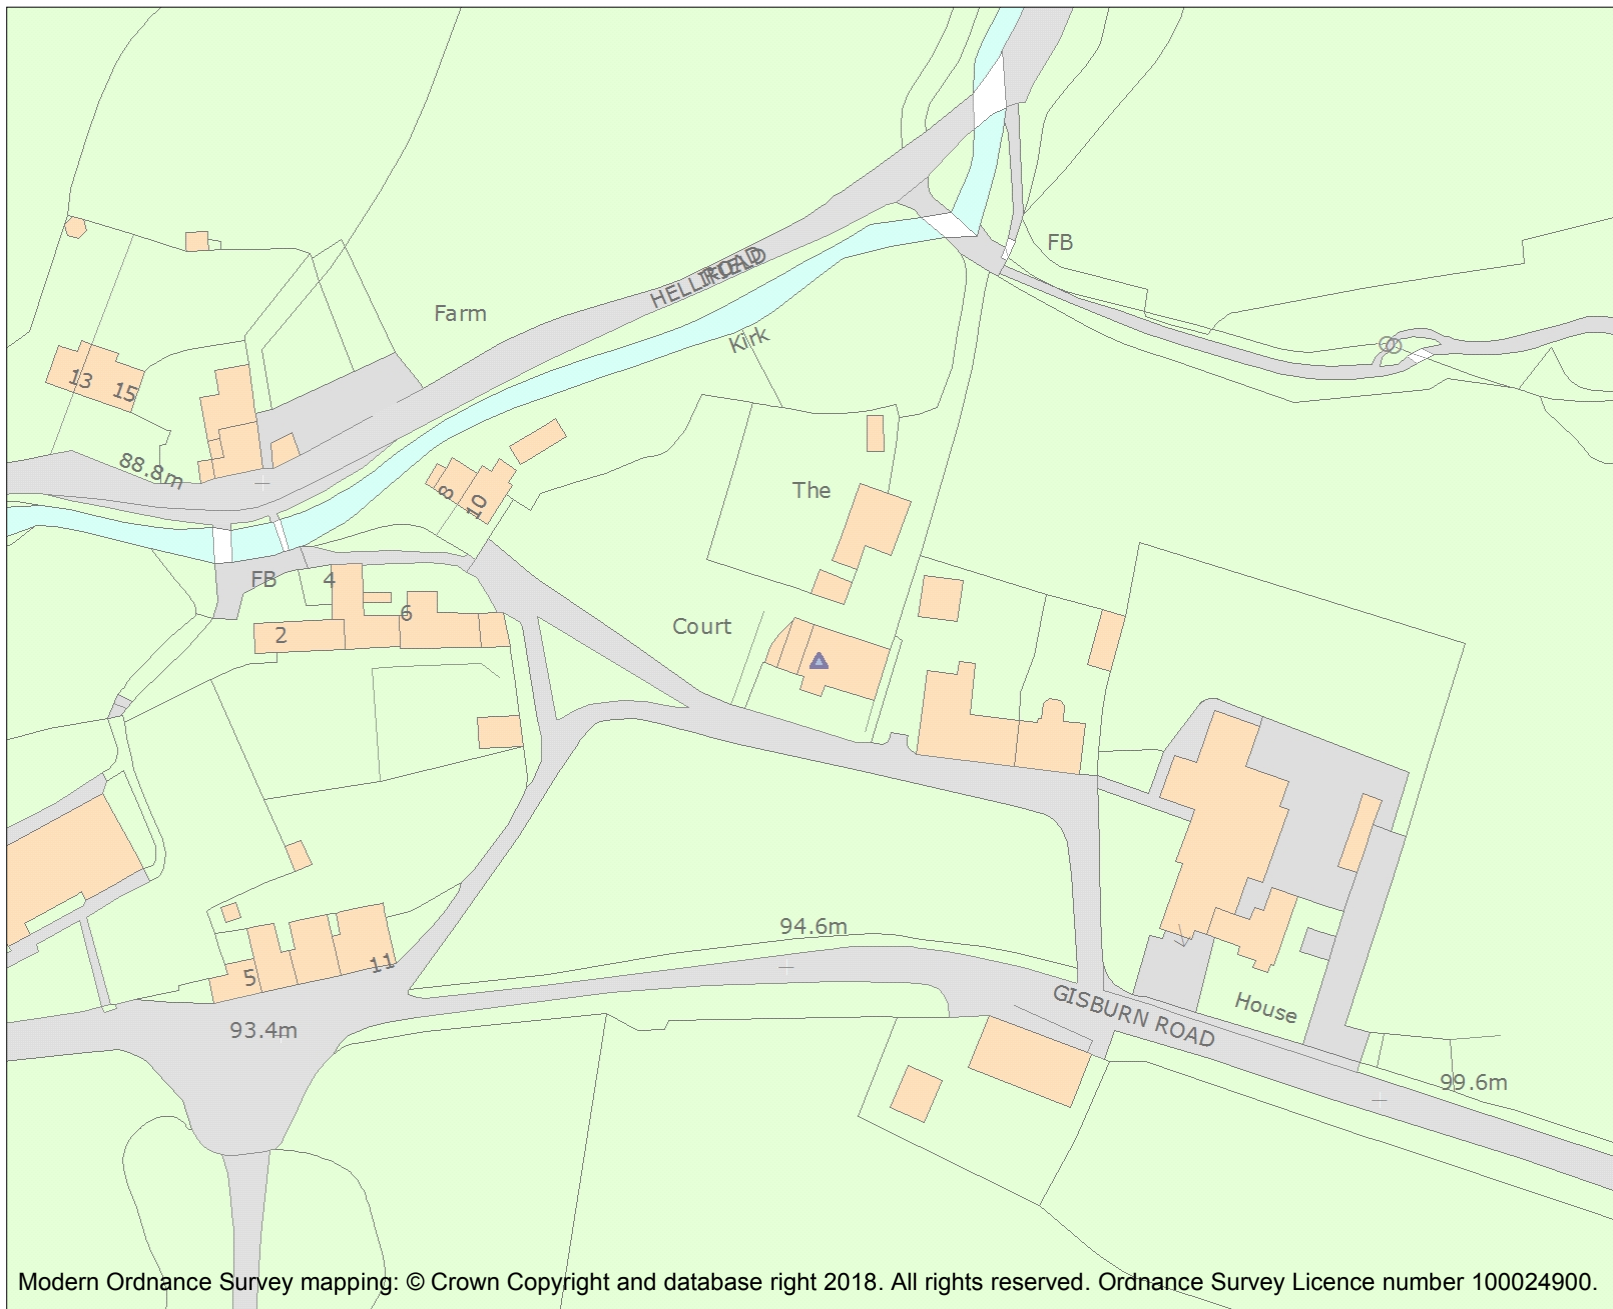 FB
HELLIFIELD ROAD
Farm
Kirk
13
15
88.8m
8
10
The
FB
4
6
2
Court
5
11
94.6m
93.4m
GISBURN ROAD
House
99.6m
Modern Ordnance Survey mapping: © Crown Copyright and database right 2018. All rights reserved. Ordnance Survey Licence number 100024900.